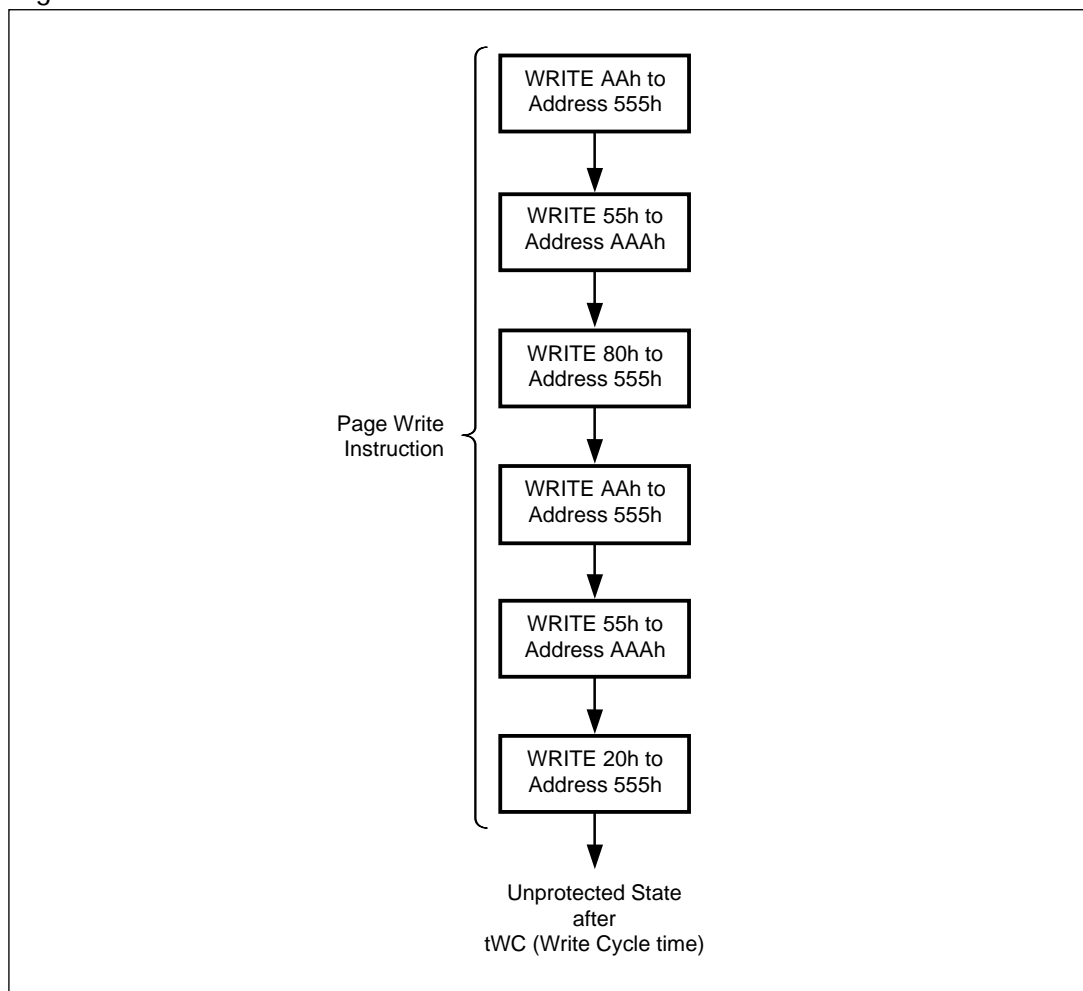 WRITE AAh to
Address 555h
WRITE 55h to
Address AAAh
WRITE 80h to
Address 555h
Page Write
Instruction
WRITE AAh to
Address 555h
WRITE 55h to
Address AAAh
WRITE 20h to
Address 555h
Unprotected State
after
tWC (Write Cycle time)